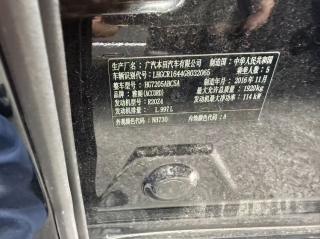 生产厂名: 广汽本田汽车有限公司 制造国: 中华人民共和国
车辆识别代号: LHGCR1644G8032065 乘坐人数: 5
整车型号: HG7205ABC5A 制造年月: 2016年11月
品牌: 雅阁(ACCORD) 最大允许总质量: 1920kg
发动机型号: R20Z4 发动机最大净功率: 114kW
发动机排量: 1.997L
外观颜色代码: NH730 内饰颜色代码: A